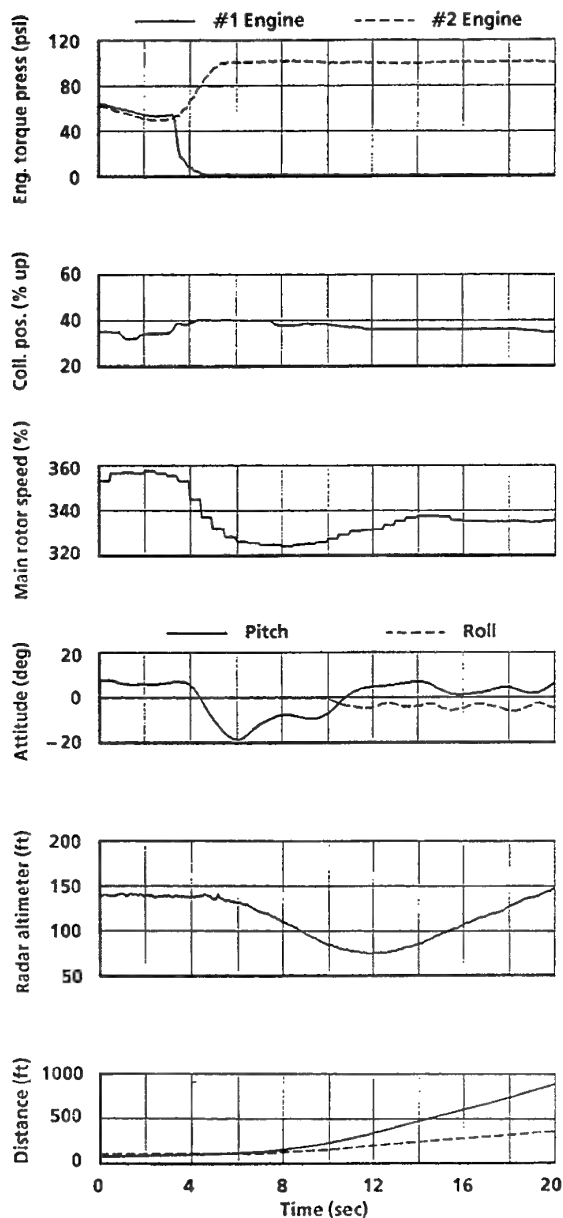 #1 Engine #2 Engine
Eng. torque press (psi)
120
80
40
0
Coll. pos. (% up)
60
40
20
Main rotor speed (%)
360
340
320
Pitch Roll
Attitude (deg)
20
0
-20
Radar altimeter (ft)
200
150
100
50
Distance (ft)
1000
500
0
0 4 8 12 16 20
Time (sec)